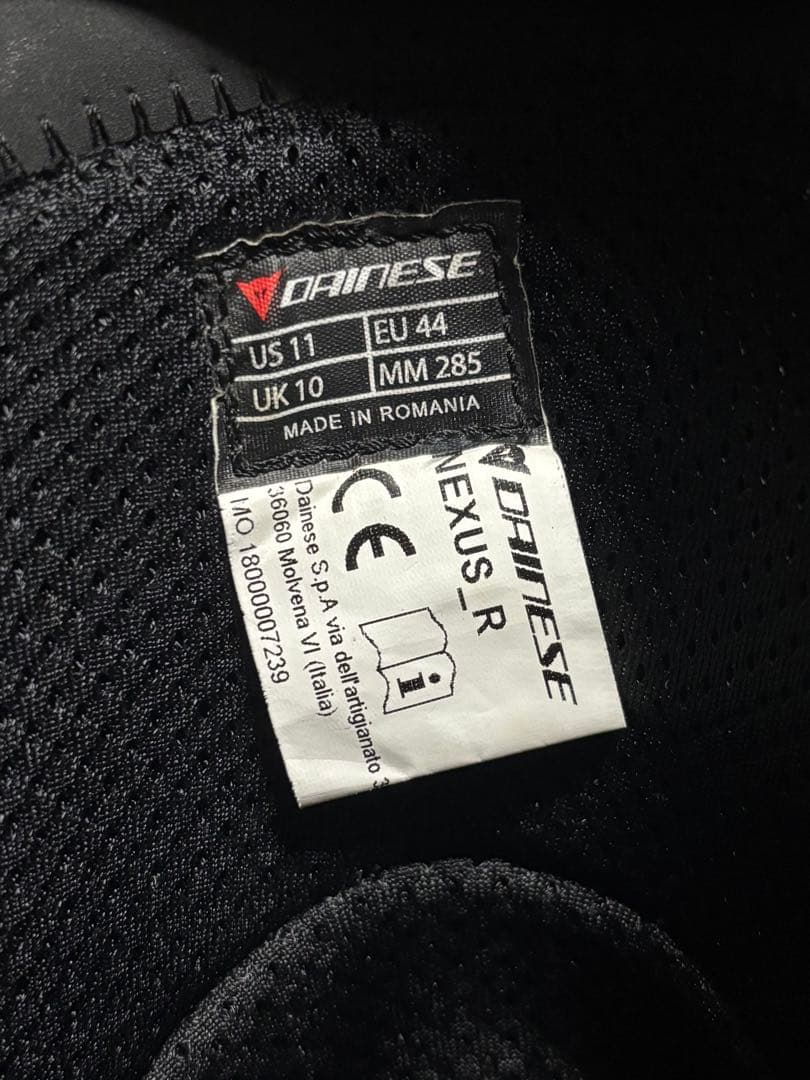 DAINESE
US 11 EU 44
UK 10 MM 285
MADE IN ROMANIA
DAINESE
NEXUS_R
CE
i
Dainese S.p.A via dell'artigianato
36060 Molvena VI (Italia)
MO 18000007239